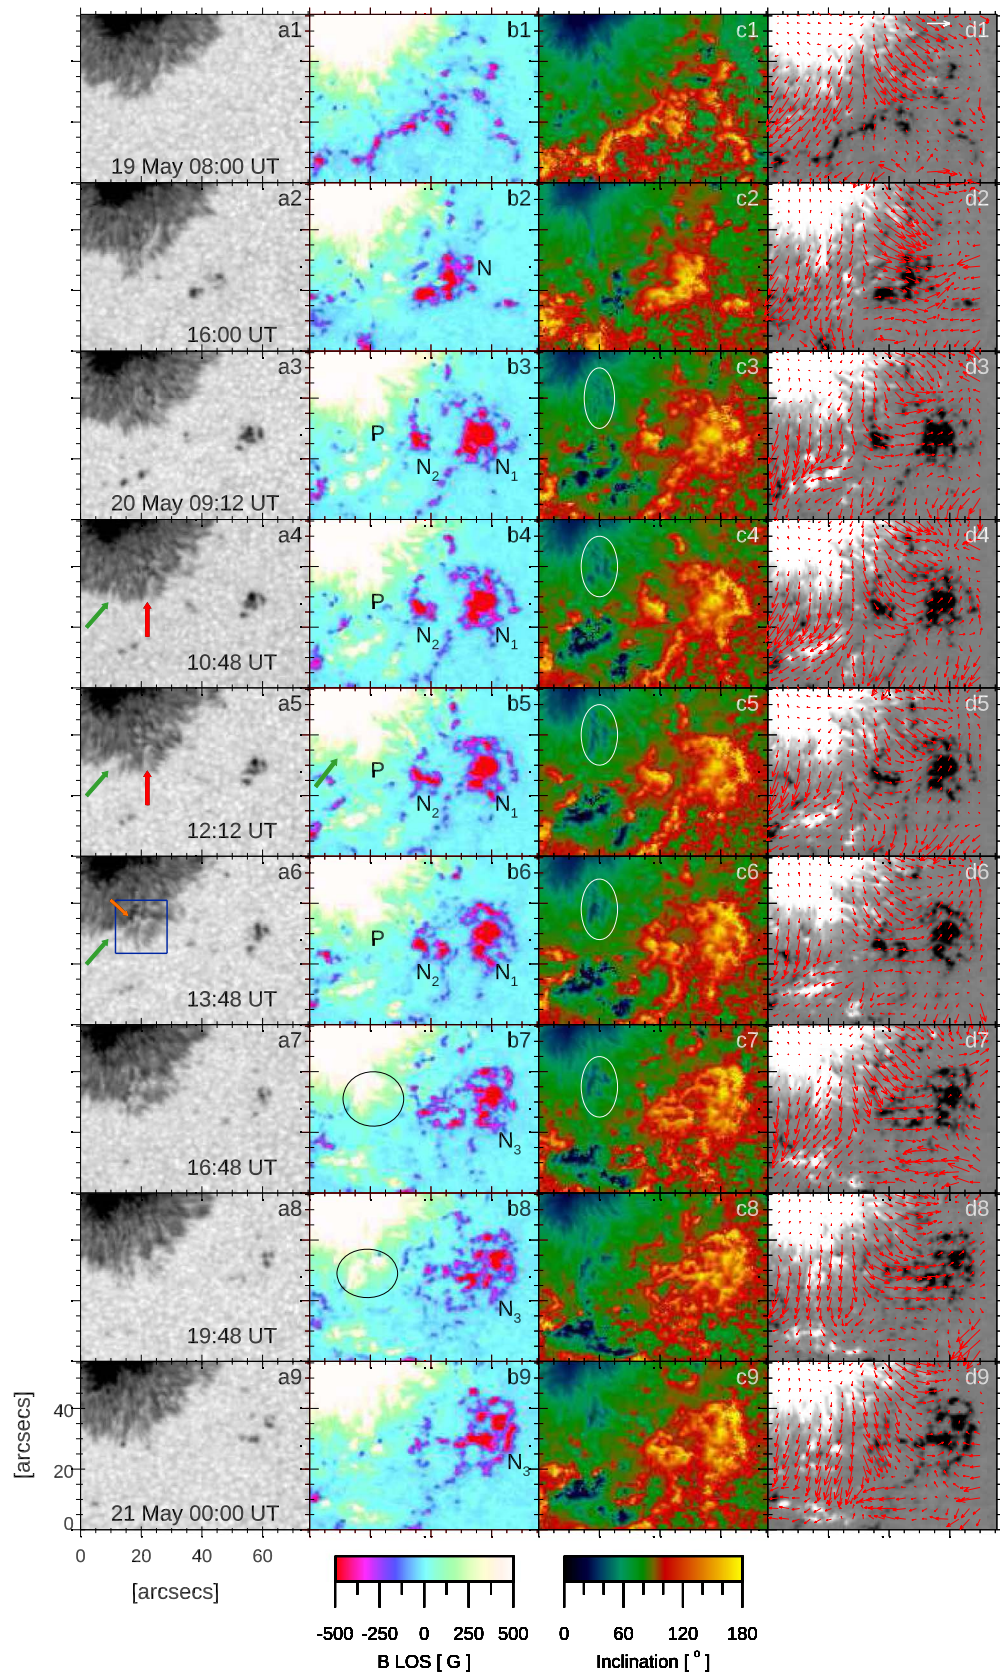 a1 b1 c1 d1
19 May 08:00 UT
a2 b2 c2 d2
N
16:00 UT
a3 b3 c3 d3
P
N2 N1
20 May 09:12 UT
a4 b4 c4 d4
P
N2 N1
10:48 UT
a5 b5 c5 d5
P
N2 N1
12:12 UT
a6 b6 c6 d6
P
N2 N1
13:48 UT
a7 b7 c7 d7
N3
16:48 UT
a8 b8 c8 d8
N3
19:48 UT
a9 b9 c9 d9
40
[arcsecs]
N3
20
21 May 00:00 UT
0
0 20 40 60
[arcsecs]
-500 -250 0 250 500
B LOS [ G ]
0 60 120 180
Inclination [ ° ]